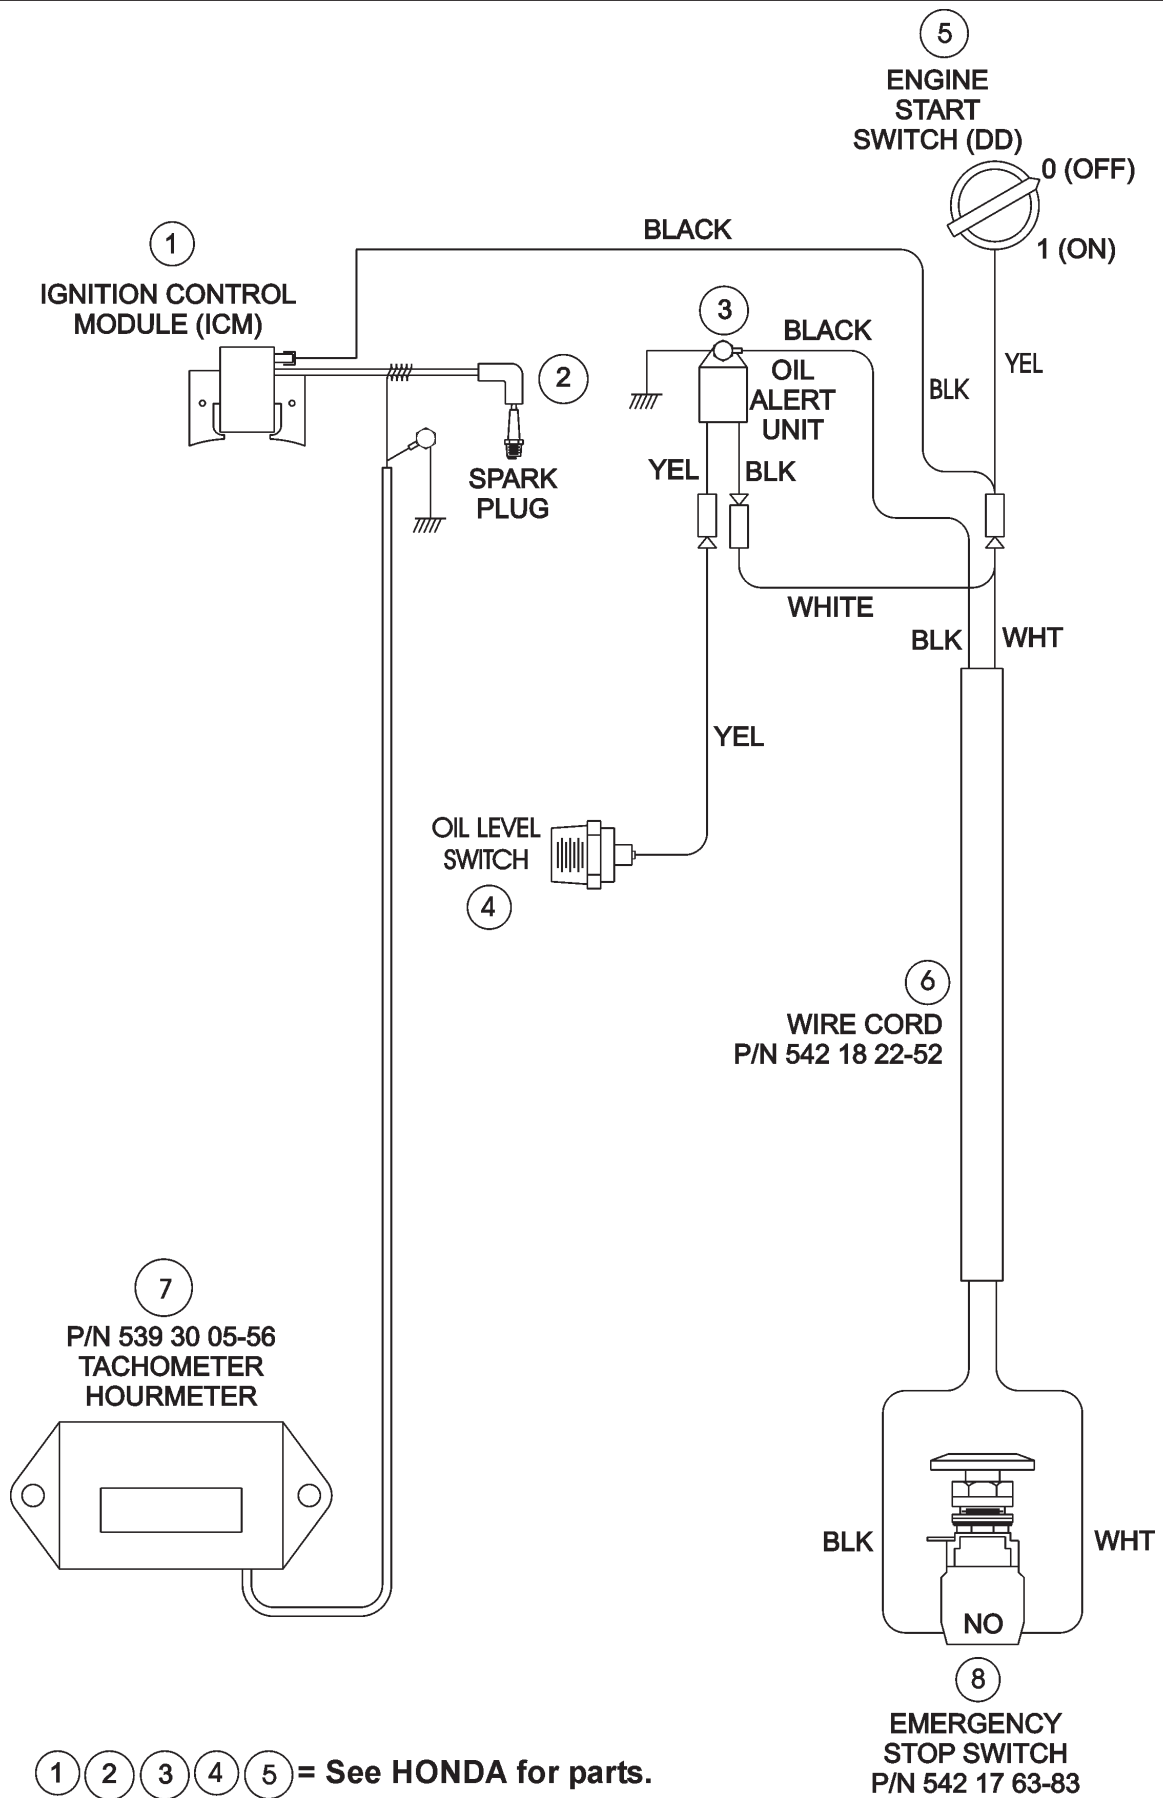 5
ENGINE
START
SWITCH (DD)
0 (OFF)
1 (ON)
BLACK
1
IGNITION CONTROL
MODULE (ICM)
3
BLACK
YEL
2
OIL
ALERT
UNIT
BLK
YEL
BLK
SPARK
PLUG
WHITE
BLK
WHT
YEL
OIL LEVEL
SWITCH
4
6
WIRE CORD
P/N 542 18 22-52
7
P/N 539 30 05-56
TACHOMETER
HOURMETER
BLK
WHT
NO
8
EMERGENCY
STOP SWITCH
P/N 542 17 63-83
1 2 3 4 5 = See HONDA for parts.